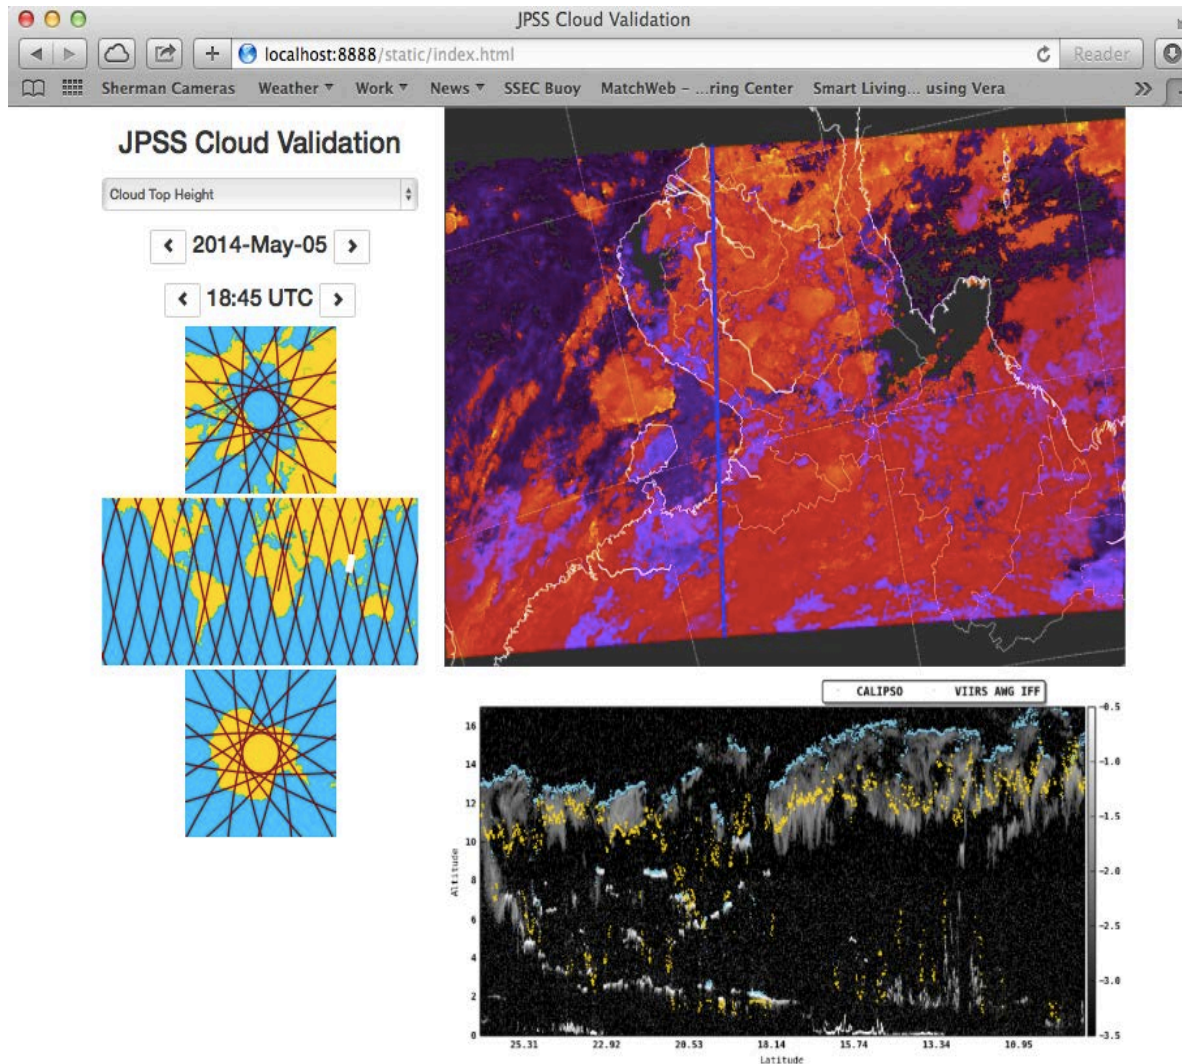 JPSS Cloud Validation
localhost:8888/static/index.html
Reader
Sherman Cameras Weather ▾ Work ▾ News ▾ SSEC Buoy MatchWeb – ...ring Center Smart Living... using Vera
JPSS Cloud Validation
Cloud Top Height
2014-May-05
18:45 UTC
CALIPSO VIIRS AWG IFF
16
14
12
10
8
6
4
2
0
Altitude
-0.5
-1.0
-1.5
-2.0
-2.5
-3.0
-3.5
25.31 22.92 20.53 18.14 15.74 13.34 10.95
Latitude